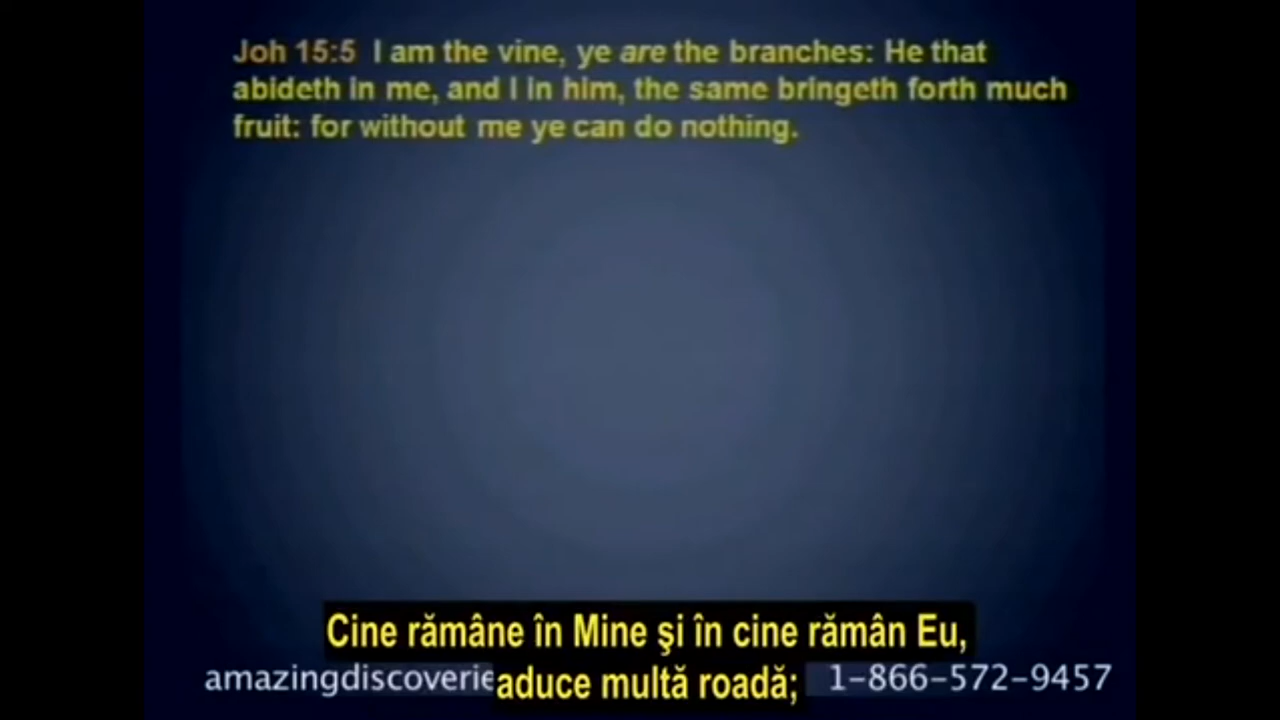 Joh 15:5 I am the vine, ye are the branches: He that
abideth in me, and I in him, the same bringeth forth much
fruit: for without me ye can do nothing.
Cine rămâne în Mine şi în cine rămân Eu,
aduce multă roadă;
amazingdiscoverie
1-866-572-9457